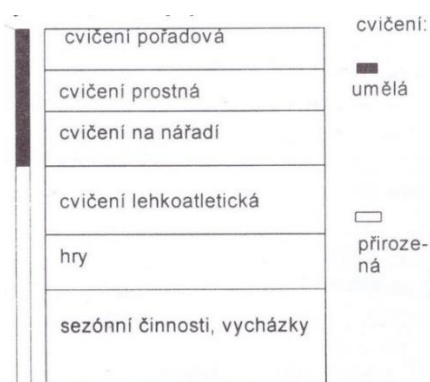 cvičení pořadová
cvičení prostná
cvičení na nářadí
cvičení lehkoatletická
hry
sezónní činnosti, vycházky
cvičení:
umělá
přiroze-
ná